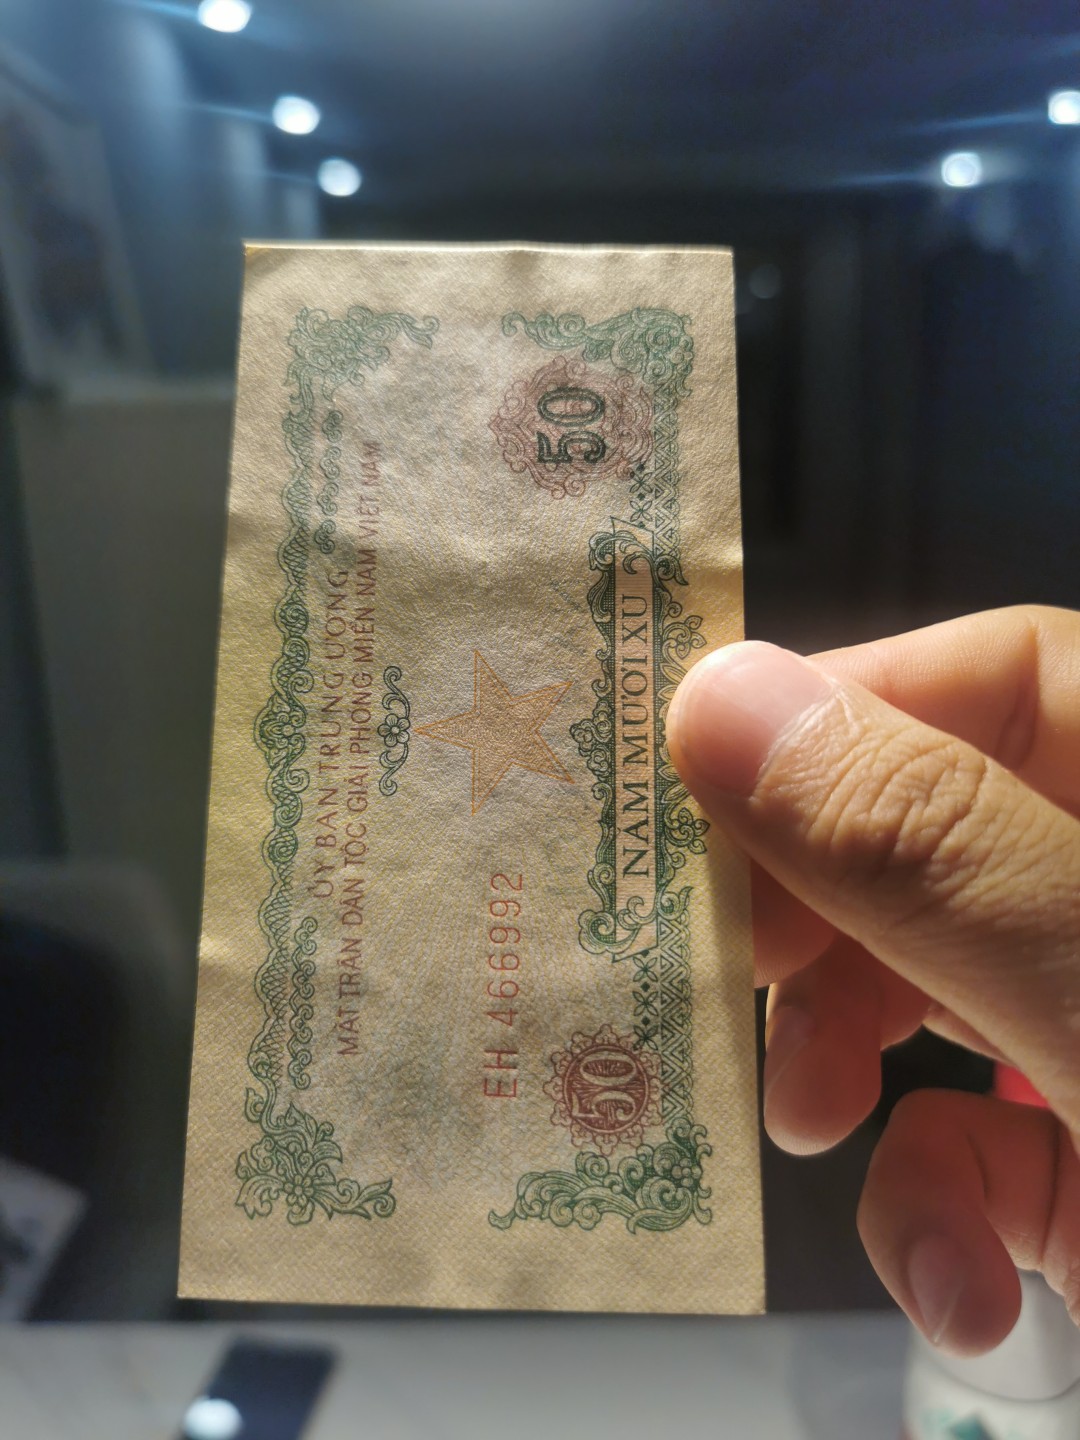 ỦY BAN TRUNG ƯƠNG
MẶT TRẬN DÂN TỘC GIẢI PHÓNG MIỀN NAM VIỆT NAM
EH 466992
50
50
NĂM MƯƠI XU